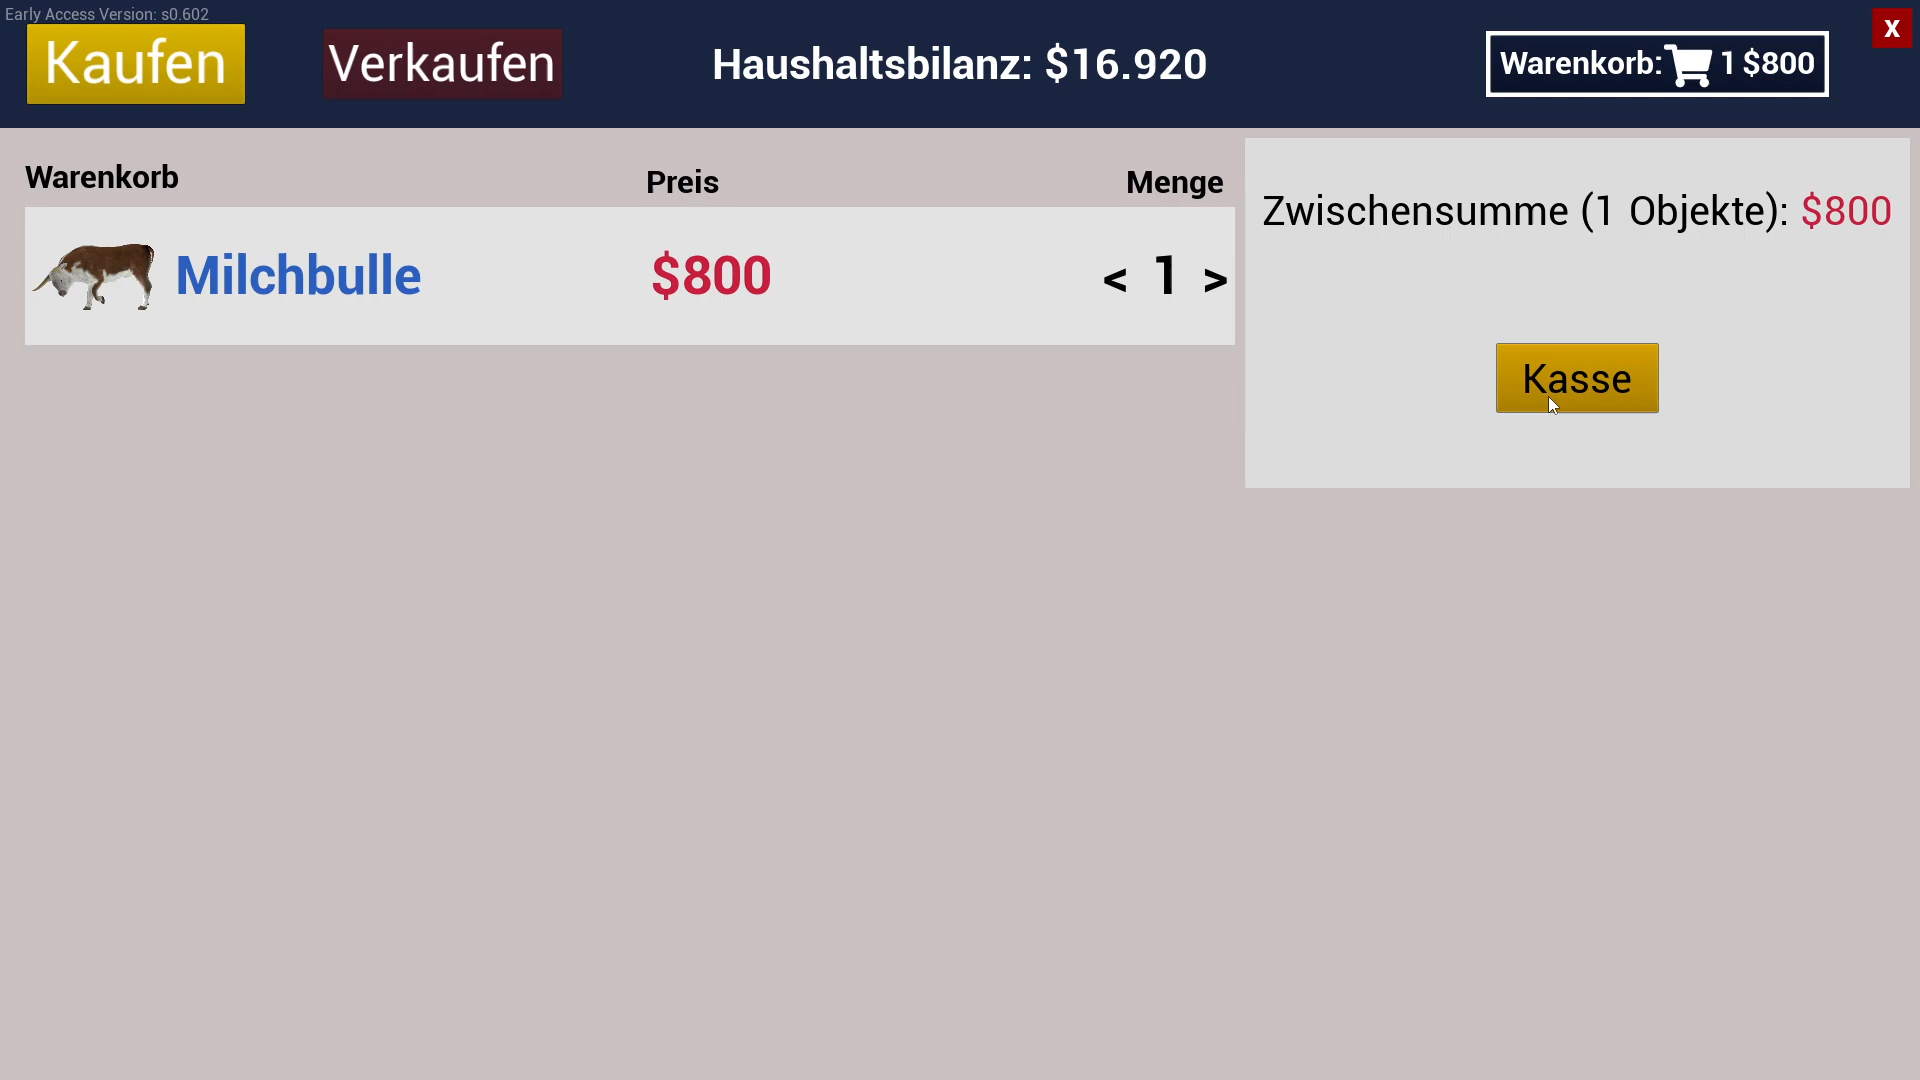 Early Access Version: s0.602
Kaufen
Verkaufen
Haushaltsbilanz: $16.920
Warenkorb: 1 $800
X
Warenkorb
Preis
Menge
Milchbulle
$800
< 1 >
Zwischensumme (1 Objekte): $800
Kasse